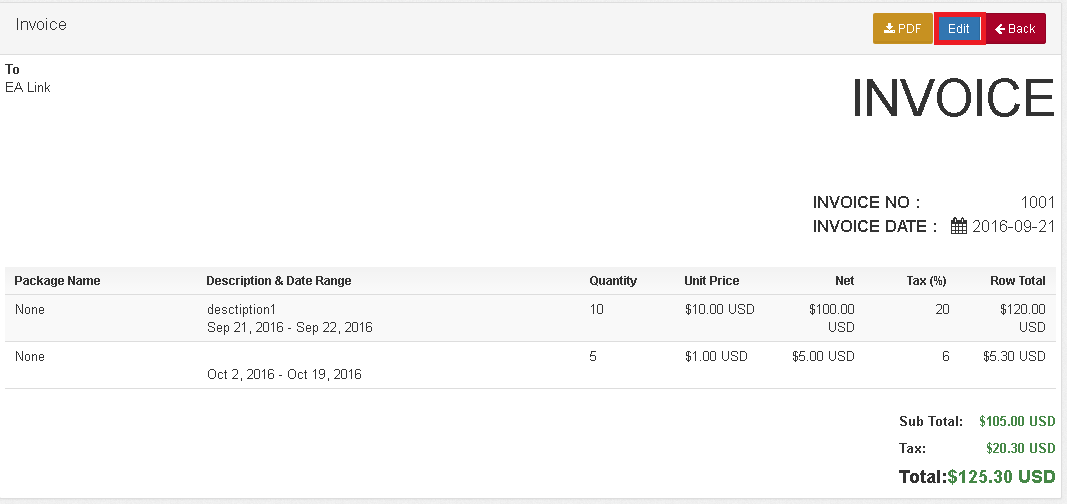 Invoice
PDF Edit Back
To
EA Link
INVOICE
INVOICE NO : 1001
INVOICE DATE : 2016-09-21
Package Name Description & Date Range Quantity Unit Price Net Tax (%) Row Total
None desctiption1 10 $10.00 USD $100.00 20 $120.00
Sep 21, 2016 - Sep 22, 2016 USD USD
None 5 $1.00 USD $5.00 USD 6 $5.30 USD
Oct 2, 2016 - Oct 19, 2016
Sub Total: $105.00 USD
Tax: $20.30 USD
Total:$125.30 USD